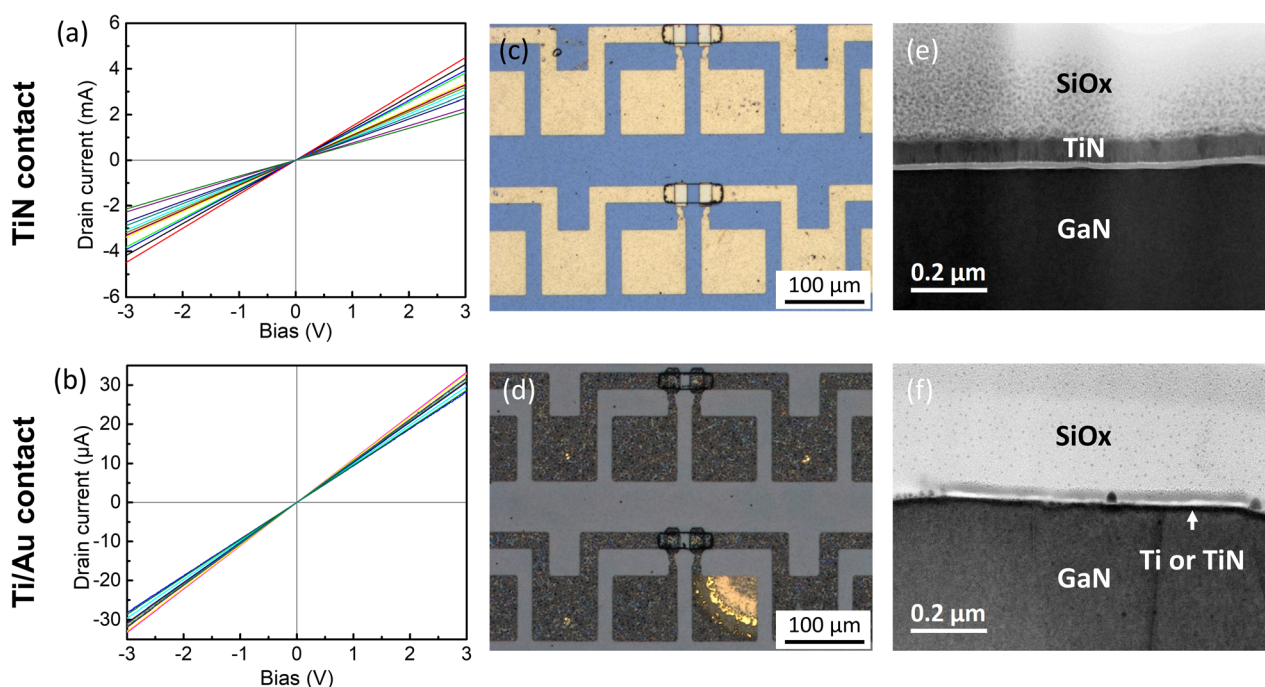 TiN contact
(a)
Drain current (mA)
6
4
2
0
-2
-4
-6
-3
-2
-1
0
1
2
3
Bias (V)
(c)
100 µm
(e)
SiOx
TiN
GaN
0.2 µm
Ti/Au contact
(b)
Drain current (µA)
30
20
10
0
-10
-20
-30
-3
-2
-1
0
1
2
3
Bias (V)
(d)
100 µm
(f)
SiOx
Ti or TiN
GaN
0.2 µm